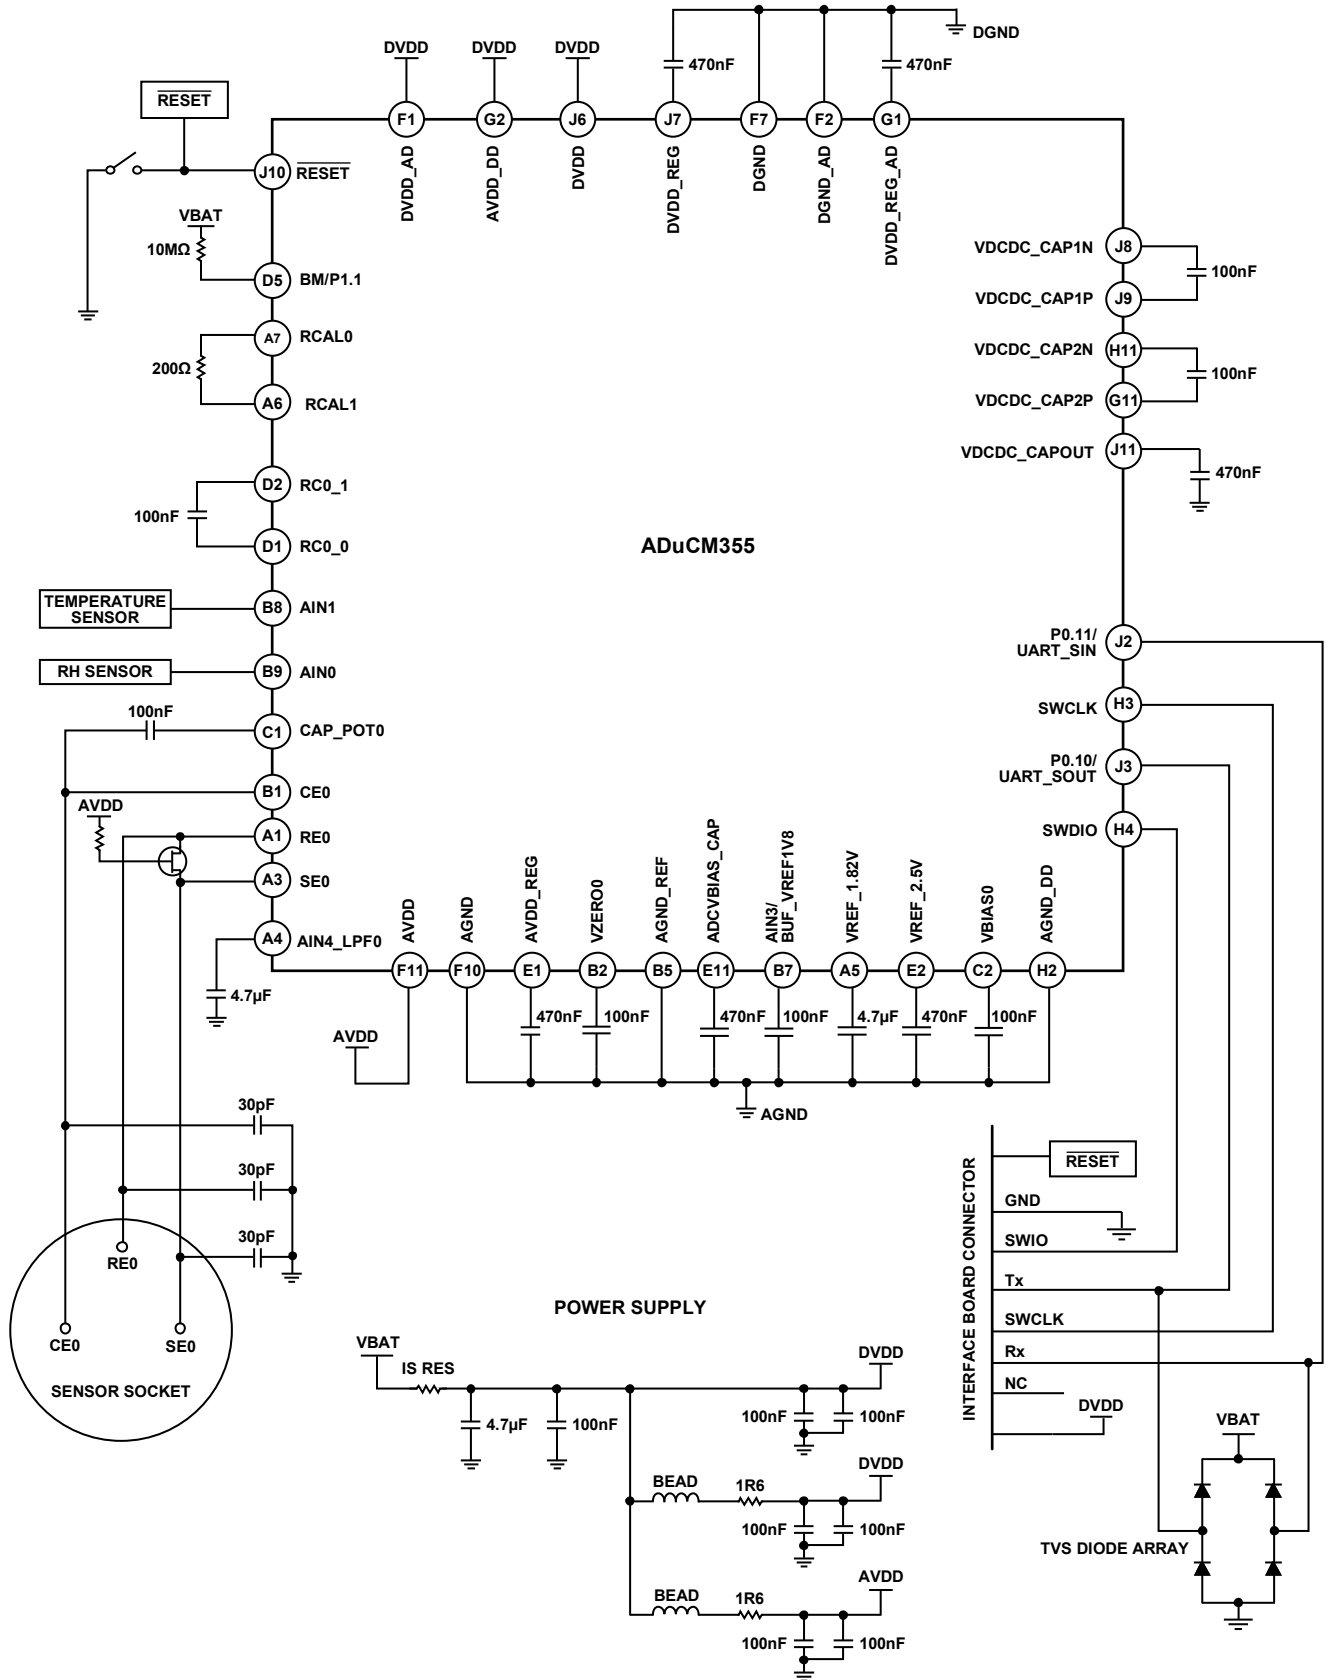 DGND
DVDD
DVDD
DVDD
470nF
470nF
RESET
F1
G2
J6
J7
F7
F2
G1
DVDD_AD
AVDD_DD
DVDD
DVDD_REG
DGND
DGND_AD
DVDD_REG_AD
J10
RESET
VBAT
10MΩ
D5
BM/P1.1
A7
RCAL0
200Ω
A6
RCAL1
D2
RC0_1
100nF
D1
RC0_0
TEMPERATURE
SENSOR
B8
AIN1
RH SENSOR
B9
AIN0
100nF
C1
CAP_POT0
B1
CE0
AVDD
A1
RE0
A3
SE0
A4
AIN4_LPF0
4.7µF
ADuCM355
VDCDC_CAP1N
J8
100nF
VDCDC_CAP1P
J9
VDCDC_CAP2N
H11
100nF
VDCDC_CAP2P
G11
VDCDC_CAPOUT
J11
470nF
P0.11/
UART_SIN
J2
SWCLK
H3
P0.10/
UART_SOUT
J3
SWDIO
H4
AVDD
AGND
AVDD_REG
VZERO0
AGND_REF
ADCVBIAS_CAP
AIN3/
BUF_VREF1V8
VREF_1.82V
VREF_2.5V
VBIAS0
AGND_DD
F11
F10
E1
B2
B5
E11
B7
A5
E2
C2
H2
470nF
100nF
470nF
100nF
4.7µF
470nF
100nF
AVDD
AGND
30pF
30pF
30pF
RE0
CE0
SE0
SENSOR SOCKET
POWER SUPPLY
VBAT
IS RES
DVDD
4.7µF
100nF
100nF
100nF
BEAD
1R6
DVDD
100nF
100nF
BEAD
1R6
AVDD
100nF
100nF
INTERFACE BOARD CONNECTOR
RESET
GND
SWIO
Tx
SWCLK
Rx
NC
DVDD
VBAT
TVS DIODE ARRAY